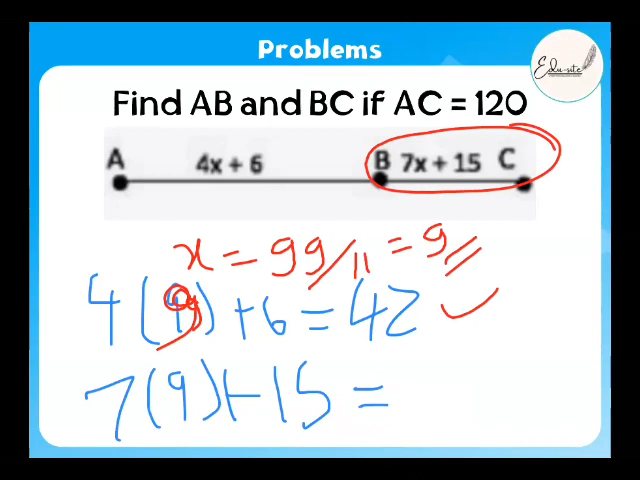 Problems
Edu-site
Find AB and BC if AC = 120
A 4x + 6 B 7x + 15 C
x = 99/11 = 9
4(9) + 6 = 42
7(9) + 15 =